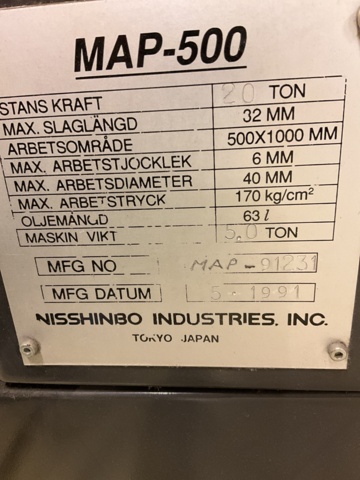 MAP-500
STANS KRAFT 20 TON
MAX. SLAGLÄNGD 32 MM
ARBETSOMRÅDE 500X1000 MM
MAX. ARBETSTJOCKLEK 6 MM
MAX. ARBETSDIAMETER 40 MM
MAX. ARBETSTRYCK 170 kg/cm²
OLJEMÄNGD 63 l
MASKIN VIKT 5,0 TON
MFG NO MAP-91231
MFG DATUM 5.1991
NISSHINBO INDUSTRIES, INC.
TOKYO JAPAN